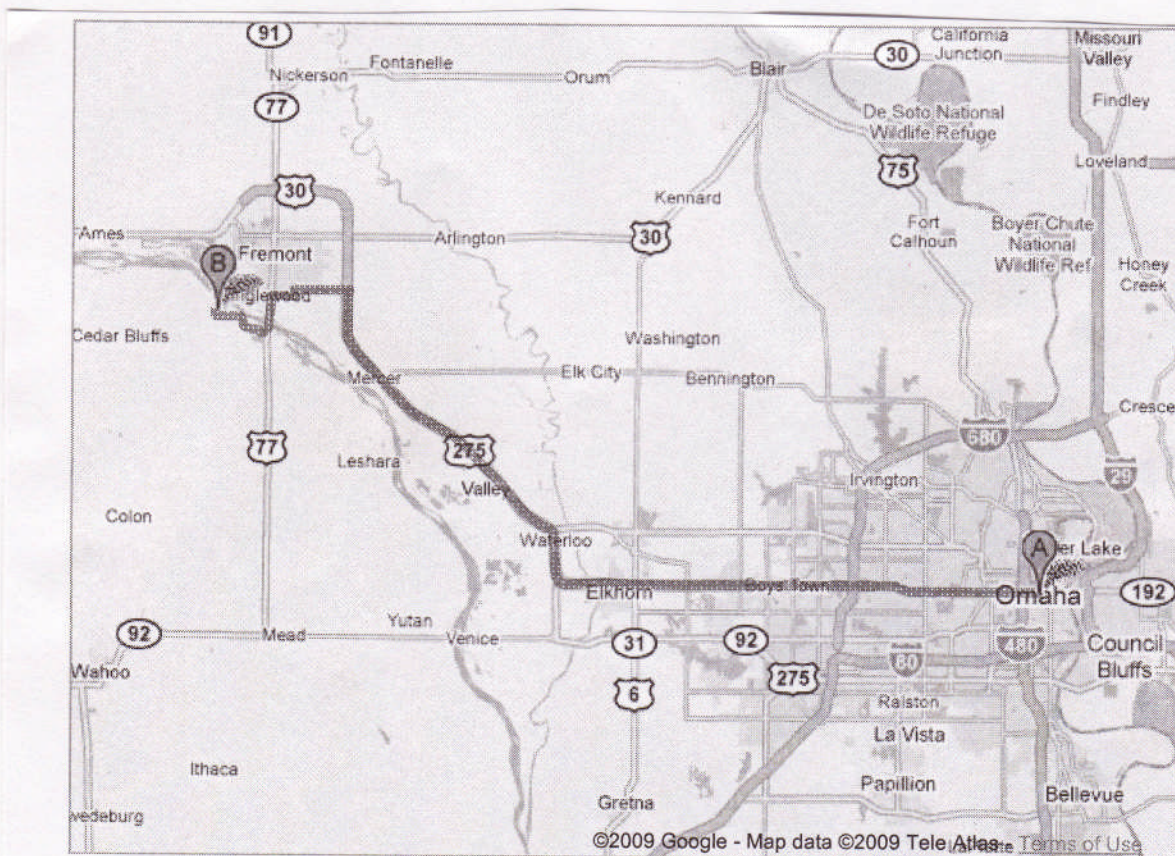 91
Fontanelle
Nickerson
Orum
Blair
30
California
Junction
Missouri
Valley
77
Findley
De Soto National
Wildlife Refuge
Loveland
30
75
Kennard
Ames
Arlington
30
Fort
Calhoun
Boyer Chute
National
Wildlife Ref
Honey
Creek
B
Fremont
Cedar Bluffs
Washington
Mercer
Elk City
Bennington
Cresce
77
275
680
Leshara
Valley
Irvington
29
Colon
Waterloo
A
er Lake
Elkhorn
Boys Town
Omaha
192
92
Mead
Yutan
Venice
31
92
480
Council
Bluffs
80
Wahoo
6
275
Ralston
La Vista
Ithaca
Papillion
Bellevue
Gretna
vedeburg
©2009 Google - Map data ©2009 Tele Atlas - Terms of Use